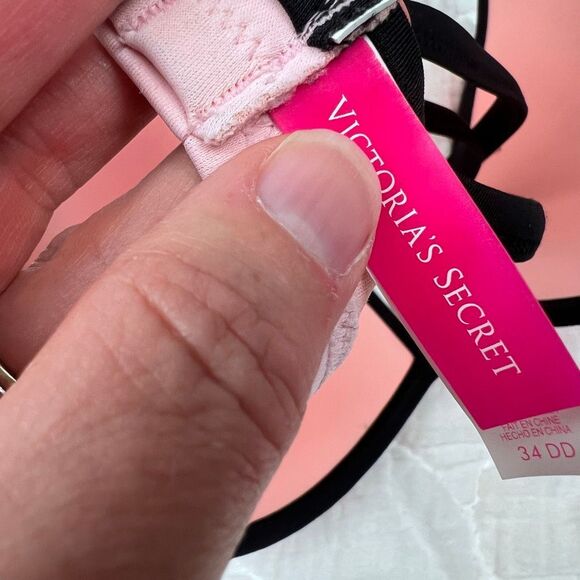 VICTORIA'S SECRET
FAIT EN CHINE
HECHO EN CHINA
34 DD